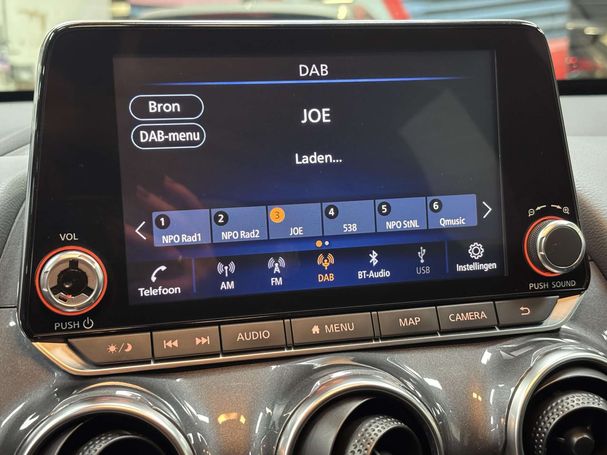 DAB
Bron
JOE
DAB-menu
Laden...
1 2 3 4 5 6
NPO Rad1 NPO Rad2 JOE 538 NPO StNL Qmusic
Telefoon AM FM DAB BT-Audio USB Instellingen
VOL
PUSH
PUSH SOUND
AUDIO MENU MAP CAMERA